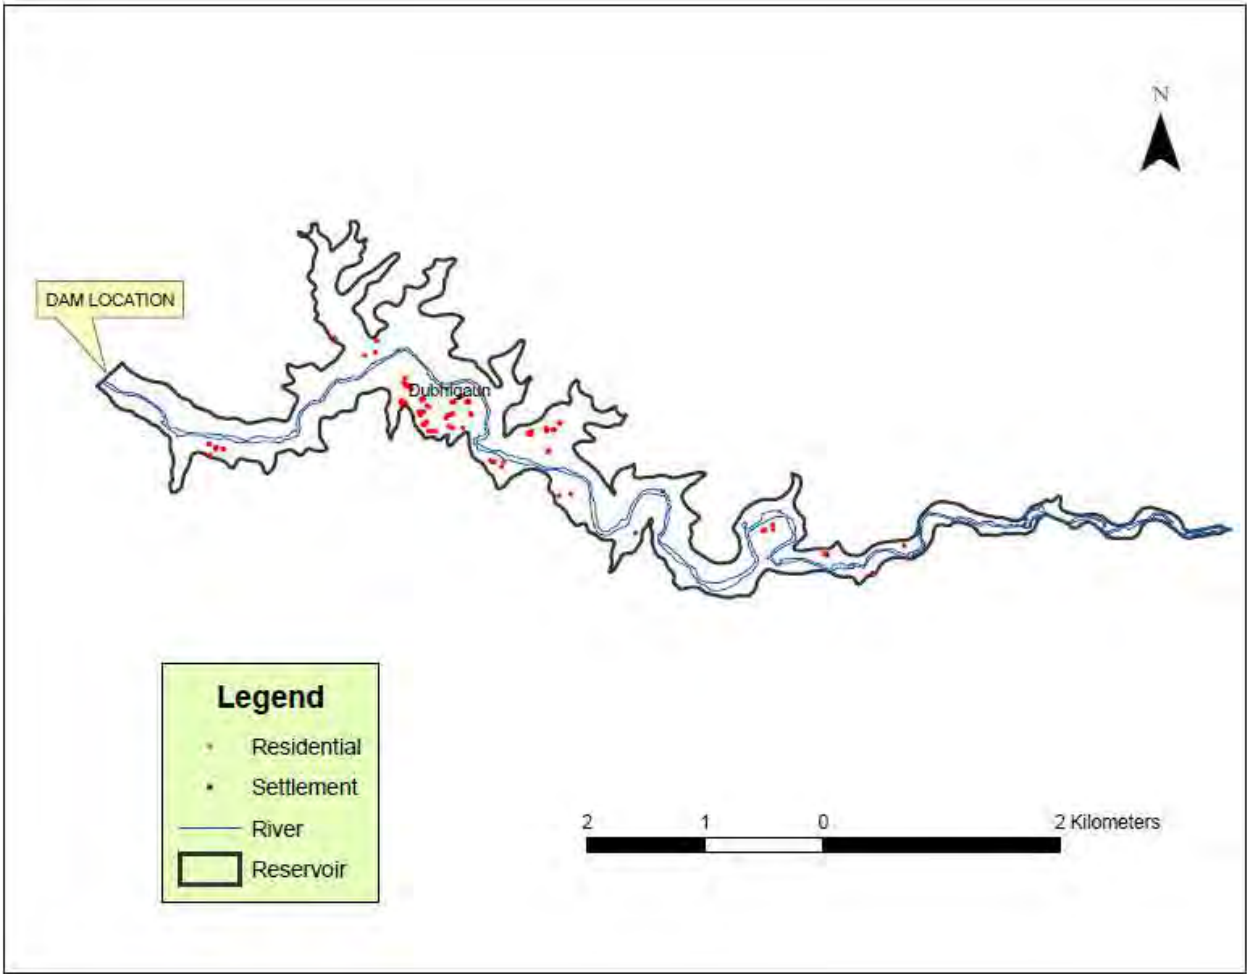 N
DAM LOCATION
Dubhigaun
Legend
Residential
Settlement
River
Reservoir
2 1 0 2 Kilometers